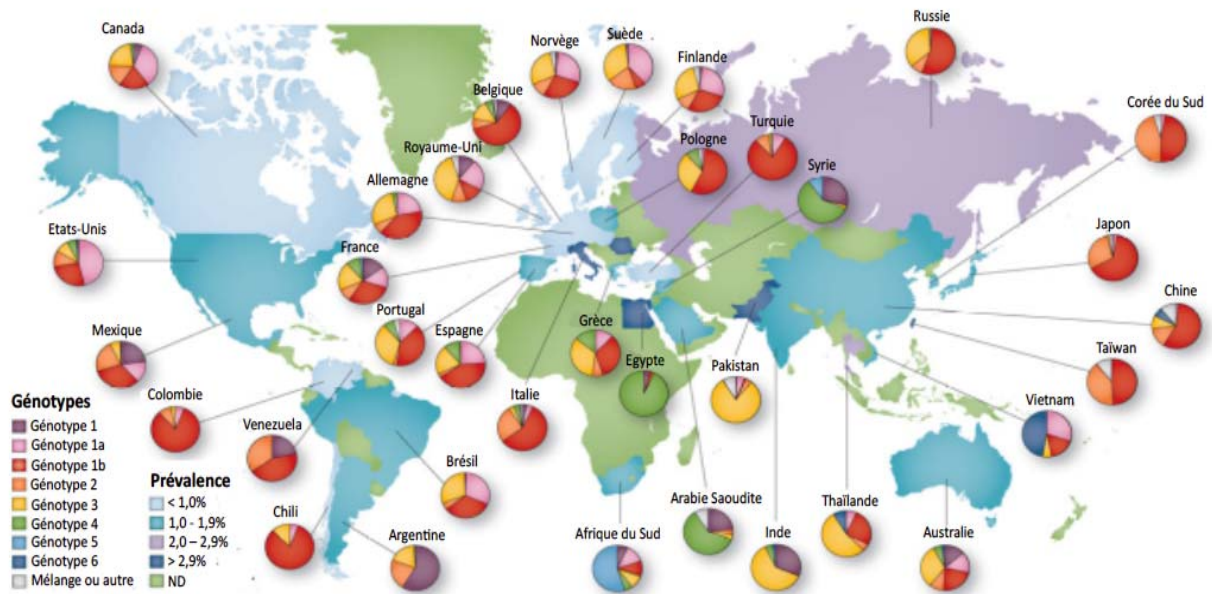 Canada
Norvège
Suède
Russie
Finlande
Belgique
Corée du Sud
Turquie
Royaume-Uni
Pologne
Syrie
Allemagne
Etats-Unis
France
Japon
Portugal
Espagne
Grèce
Chine
Mexique
Egypte
Pakistan
Taïwan
Colombie
Italie
Vietnam
Venezuela
Brésil
Chili
Argentine
Afrique du Sud
Arabie Saoudite
Inde
Thaïlande
Australie
Génotypes
Génotype 1
Génotype 1a
Génotype 1b
Génotype 2
Génotype 3
Génotype 4
Génotype 5
Génotype 6
Mélange ou autre
Prévalence
< 1,0%
1,0 - 1,9%
2,0 – 2,9%
> 2,9%
ND